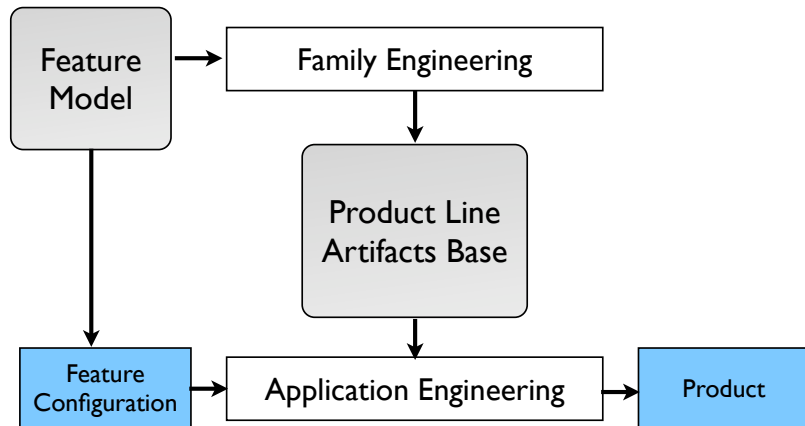 Feature
Model
Family Engineering
Product Line
Artifacts Base
Feature
Configuration
Application Engineering
Product